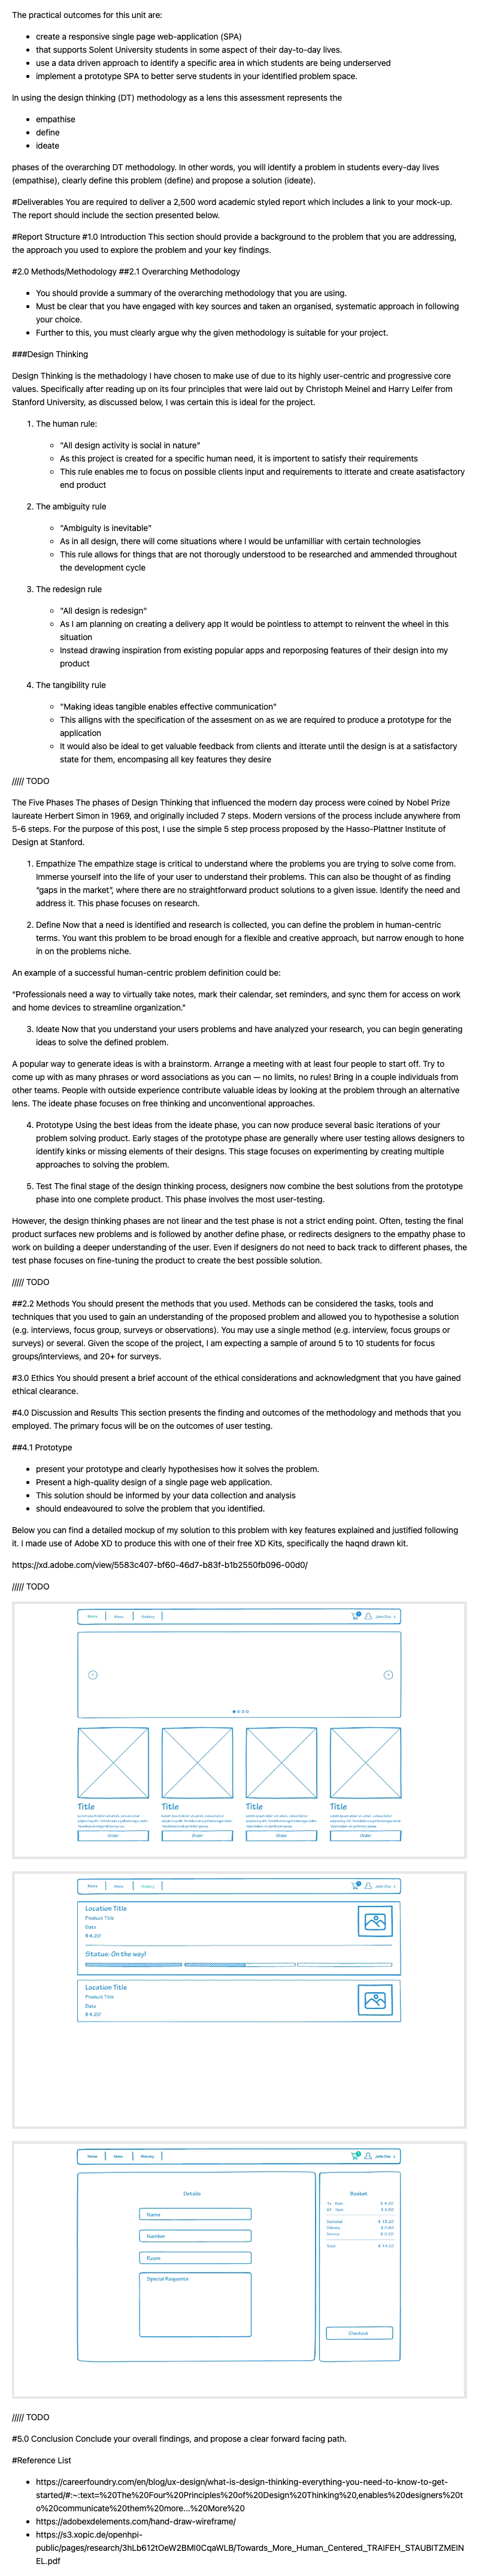 The practical outcomes for this unit are:
• create a responsive single page web-application (SPA)
• that supports Solent University students in some aspect of their day-to-day lives.
• use a data driven approach to identify a specific area in which students are being underserved
• implement a prototype SPA to better serve students in your identified problem space.
In using the design thinking (DT) methodology as a lens this assessment represents the
• empathise
• define
• ideate
phases of the overarching DT methodology. In other words, you will identify a problem in students every-day lives
(empathise), clearly define this problem (define) and propose a solution (ideate).
#Deliverables You are required to deliver a 2,500 word academic styled report which includes a link to your mock-up.
The report should include the section presented below.
#Report Structure #1.0 Introduction This section should provide a background to the problem that you are addressing,
the approach you used to explore the problem and your key findings.
#2.0 Methods/Methodology ##2.1 Overarching Methodology
• You should provide a summary of the overarching methodology that you are using.
• Must be clear that you have engaged with key sources and taken an organised, systematic approach in following
your choice.
• Further to this, you must clearly argue why the given methodology is suitable for your project.
###Design Thinking
Design Thinking is the methadology I have chosen to make use of due to its highly user-centric and progressive core
values. Specifically after reading up on its four principles that were laid out by Christoph Meinel and Harry Leifer from
Stanford University, as discussed below, I was certain this is ideal for the project.
1. The human rule:
○ "All design activity is social in nature"
○ As this project is created for a specific human need, it is importent to satisfy their requirements
○ This rule enables me to focus on possible clients input and requirements to itterate and create asatisfactory
end product
2. The ambiguity rule
○ "Ambiguity is inevitable"
○ As in all design, there will come situations where I would be unfamilliar with certain technologies
○ This rule allows for things that are not thorougly understood to be researched and ammended throughout
the development cycle
3. The redesign rule
○ "All design is redesign"
○ As I am planning on creating a delivery app It would be pointless to attempt to reinvent the wheel in this
situation
○ Instead drawing inspiration from existing popular apps and reporposing features of their design into my
product
4. The tangibility rule
○ "Making ideas tangible enables effective communication"
○ This alligns with the specification of the assesment on as we are required to produce a prototype for the
application
○ It would also be ideal to get valuable feedback from clients and itterate until the design is at a satisfactory
state for them, encompasing all key features they desire
///// TODO
The Five Phases The phases of Design Thinking that influenced the modern day process were coined by Nobel Prize
laureate Herbert Simon in 1969, and originally included 7 steps. Modern versions of the process include anywhere from
5-6 steps. For the purpose of this post, I use the simple 5 step process proposed by the Hasso-Plattner Institute of
Design at Stanford.
1. Empathize The empathize stage is critical to understand where the problems you are trying to solve come from.
Immerse yourself into the life of your user to understand their problems. This can also be thought of as finding
"gaps in the market", where there are no straightforward product solutions to a given issue. Identify the need and
address it. This phase focuses on research.
2. Define Now that a need is identified and research is collected, you can define the problem in human-centric
terms. You want this problem to be broad enough for a flexible and creative approach, but narrow enough to hone
in on the problems niche.
An example of a successful human-centric problem definition could be:
"Professionals need a way to virtually take notes, mark their calendar, set reminders, and sync them for access on work
and home devices to streamline organization."
3. Ideate Now that you understand your users problems and have analyzed your research, you can begin generating
ideas to solve the defined problem.
A popular way to generate ideas is with a brainstorm. Arrange a meeting with at least four people to start off. Try to
come up with as many phrases or word associations as you can — no limits, no rules! Bring in a couple individuals from
other teams. People with outside experience contribute valuable ideas by looking at the problem through an alternative
lens. The ideate phase focuses on free thinking and unconventional approaches.
4. Prototype Using the best ideas from the ideate phase, you can now produce several basic iterations of your
problem solving product. Early stages of the prototype phase are generally where user testing allows designers to
identify kinks or missing elements of their designs. This stage focuses on experimenting by creating multiple
approaches to solving the problem.
5. Test The final stage of the design thinking process, designers now combine the best solutions from the prototype
phase into one complete product. This phase involves the most user-testing.
However, the design thinking phases are not linear and the test phase is not a strict ending point. Often, testing the final
product surfaces new problems and is followed by another define phase, or redirects designers to the empathy phase to
work on building a deeper understanding of the user. Even if designers do not need to back track to different phases, the
test phase focuses on fine-tuning the product to create the best possible solution.
///// TODO
##2.2 Methods You should present the methods that you used. Methods can be considered the tasks, tools and
techniques that you used to gain an understanding of the proposed problem and allowed you to hypothesise a solution
(e.g. interviews, focus group, surveys or observations). You may use a single method (e.g. interview, focus groups or
surveys) or several. Given the scope of the project, I am expecting a sample of around 5 to 10 students for focus
groups/interviews, and 20+ for surveys.
#3.0 Ethics You should present a brief account of the ethical considerations and acknowledgment that you have gained
ethical clearance.
#4.0 Discussion and Results This section presents the finding and outcomes of the methodology and methods that you
employed. The primary focus will be on the outcomes of user testing.
##4.1 Prototype
• present your prototype and clearly hypothesises how it solves the problem.
• Present a high-quality design of a single page web application.
• This solution should be informed by your data collection and analysis
• should endeavoured to solve the problem that you identified.
Below you can find a detailed mockup of my solution to this problem with key features explained and justified following
it. I made use of Adobe XD to produce this with one of their free XD Kits, specifically the haqnd drawn kit.
https://xd.adobe.com/view/5583c407-bf60-46d7-b83f-b1b2550fb096-00d0/
///// TODO
Home Menu History John Doe
Title Title Title Title
Order Order Order Order
Home Menu History John Doe
Location Title
Product Title
Date
$4.20
Status: On the way!
Location Title
Product Title
Date
$4.20
Home Menu History John Doe
Details Basket
Name
Number
Room
Special Requests
Subtotal
Delivery
Service
Total
Checkout
///// TODO
#5.0 Conclusion Conclude your overall findings, and propose a clear forward facing path.
#Reference List
• https://careerfoundry.com/en/blog/ux-design/what-is-design-thinking-everything-you-need-to-know-to-get-
started/#:~:text=%20The%20Four%20Principles%20of%20Design%20Thinking%20,enables%20designers%20t
o%20communicate%20them%20more...%20More%20
• https://adobexdelements.com/hand-draw-wireframe/
• https://s3.xopic.de/openhpi-
public/pages/research/3hLb612tOeW2BMl0CqaWLB/Towards_More_Human_Centered_TRAIFEH_STAUBITZMEIN
EL.pdf